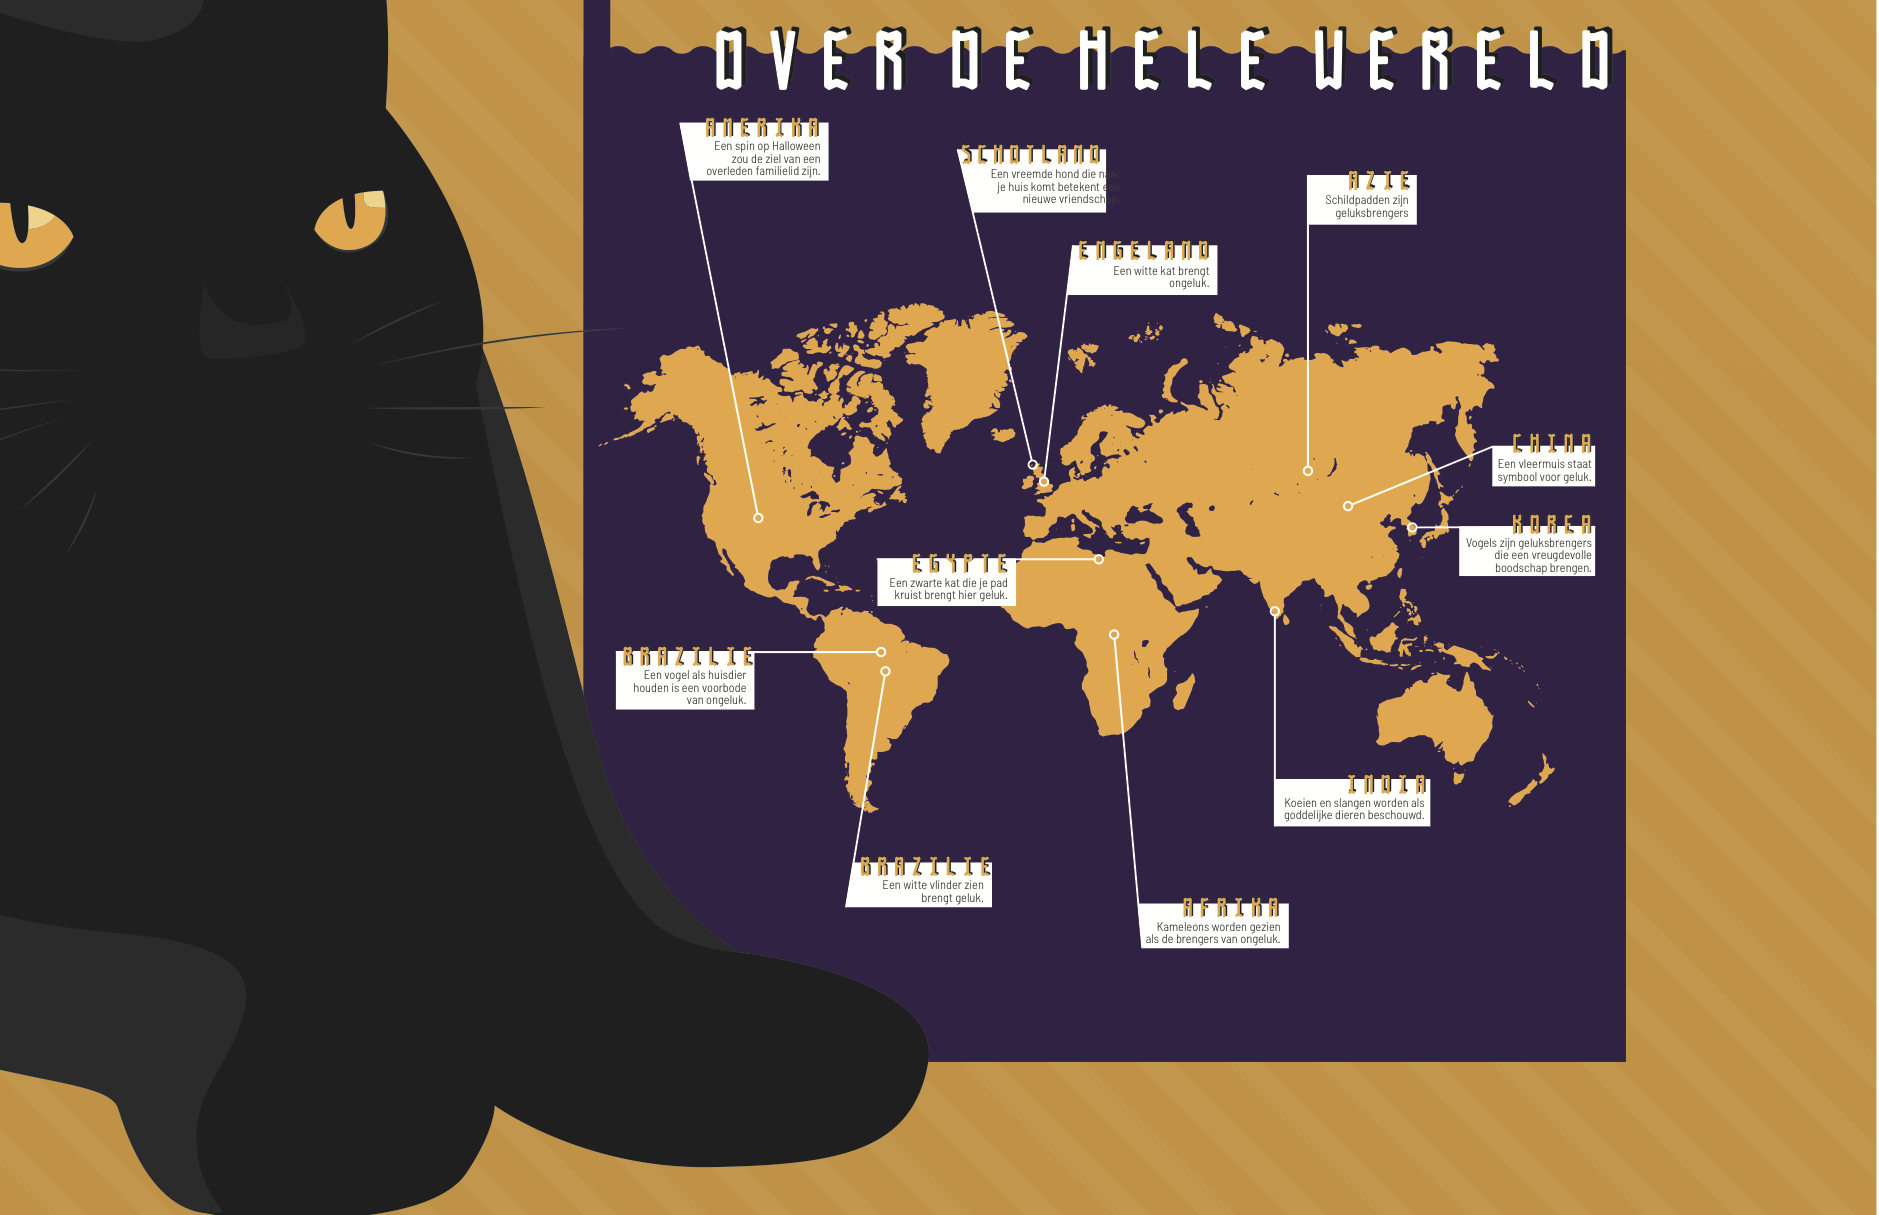 OVER DE HELE WERELD
AMERIKA
Een spin op Halloween
zou de ziel van een
overleden familielid zijn.
SCHOTLAND
Een vreemde hond die naar
je huis komt betekent een
nieuwe vriendschap.
AZIE
Schildpadden zijn
geluksbrengers
ENGELAND
Een witte kat brengt
ongeluk.
CHINA
Een vleermuis staat
symbool voor geluk.
KOREA
Vogels zijn geluksbrengers
die een vreugdevolle
boodschap brengen.
EGYPTE
Een zwarte kat die je pad
kruist brengt hier geluk.
BRAZILIE
Een vogel als huisdier
houden is een voorbode
van ongeluk.
INDIA
Koeien en slangen worden als
goddelijke dieren beschouwd.
BRAZILIE
Een witte vlinder zien
brengt geluk.
AFRIKA
Kameleons worden gezien
als de brengers van ongeluk.